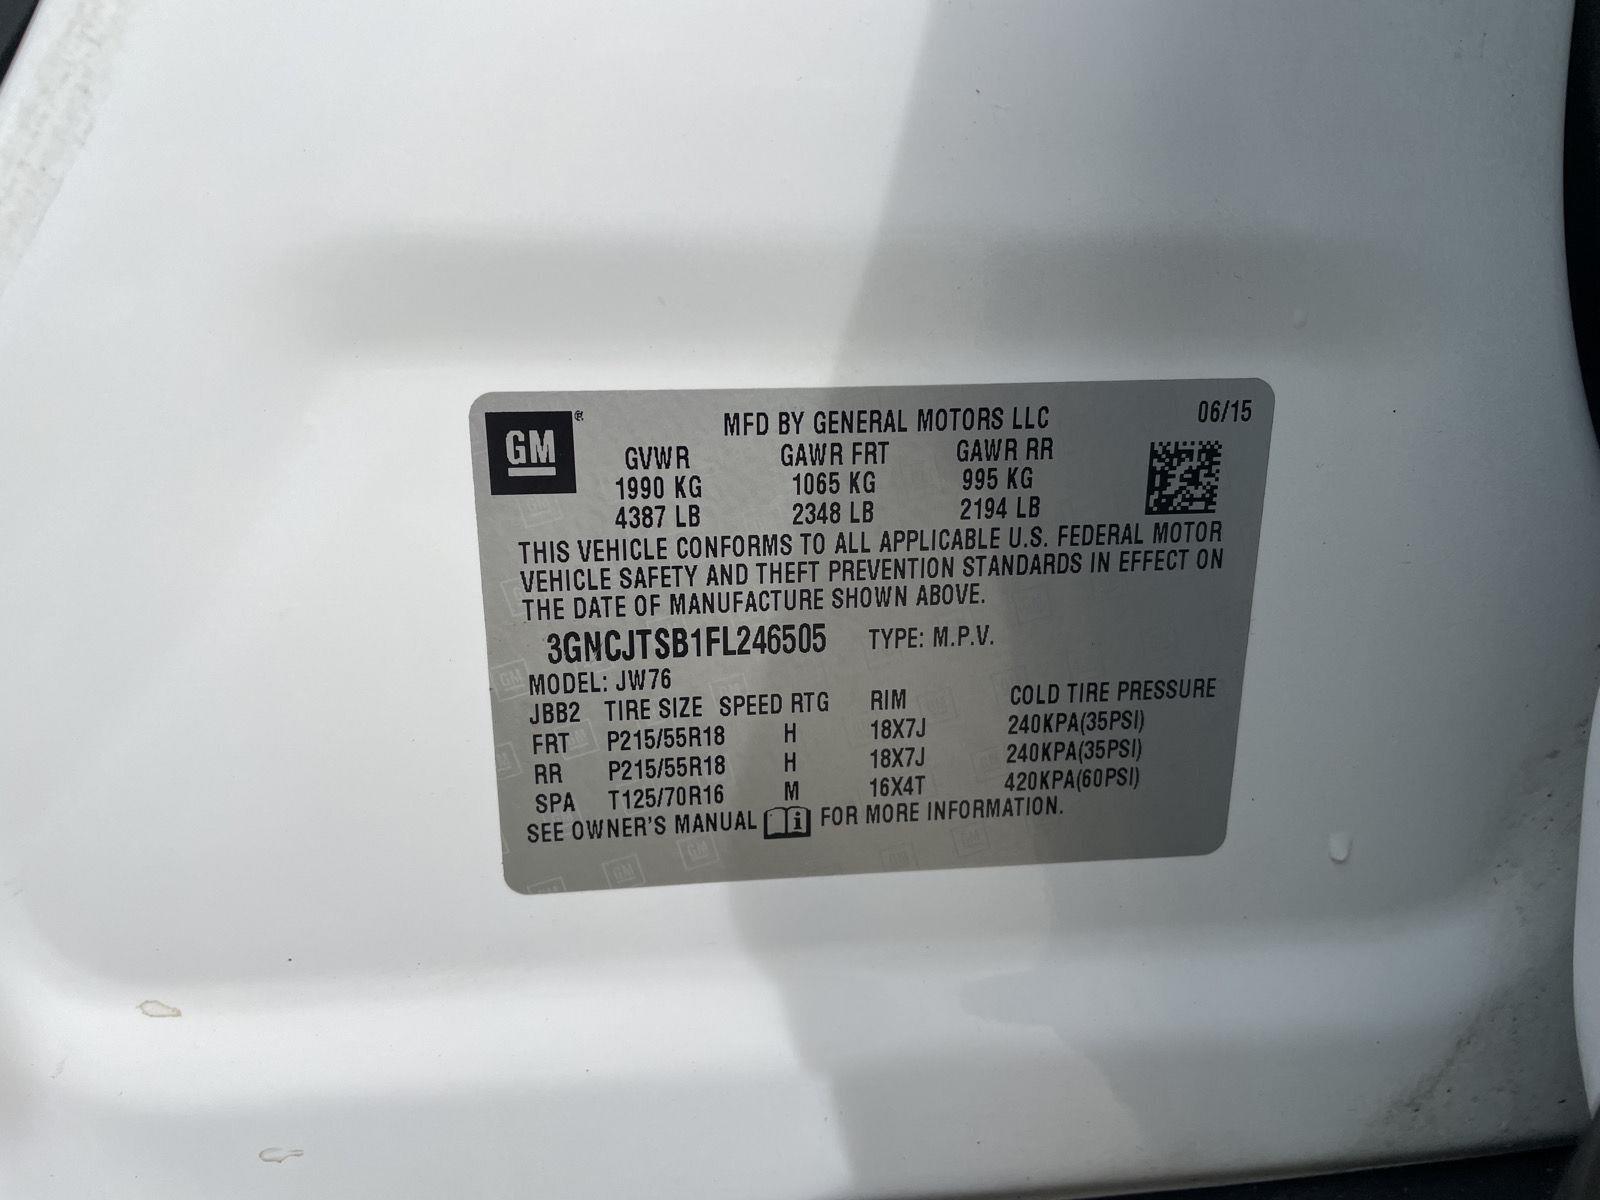 GM®
MFD BY GENERAL MOTORS LLC 06/15
GVWR GAWR FRT GAWR RR
1990 KG 1065 KG 995 KG
4387 LB 2348 LB 2194 LB
THIS VEHICLE CONFORMS TO ALL APPLICABLE U.S. FEDERAL MOTOR
VEHICLE SAFETY AND THEFT PREVENTION STANDARDS IN EFFECT ON
THE DATE OF MANUFACTURE SHOWN ABOVE.
3GNCJTSB1FL246505 TYPE: M.P.V.
MODEL: JW76
JBB2 TIRE SIZE SPEED RTG RIM COLD TIRE PRESSURE
FRT P215/55R18 H 18X7J 240KPA(35PSI)
RR P215/55R18 H 18X7J 240KPA(35PSI)
SPA T125/70R16 M 16X4T 420KPA(60PSI)
SEE OWNER'S MANUAL i FOR MORE INFORMATION.